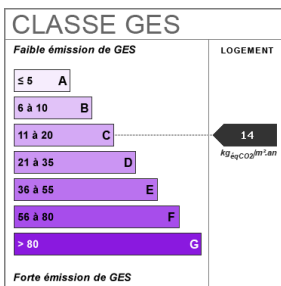 CLASSE GES
Faible émission de GES
LOGEMENT
≤ 5 A
6 à 10 B
11 à 20 C
14
kgéqCO2/m².an
21 à 35 D
36 à 55 E
56 à 80 F
> 80 G
Forte émission de GES